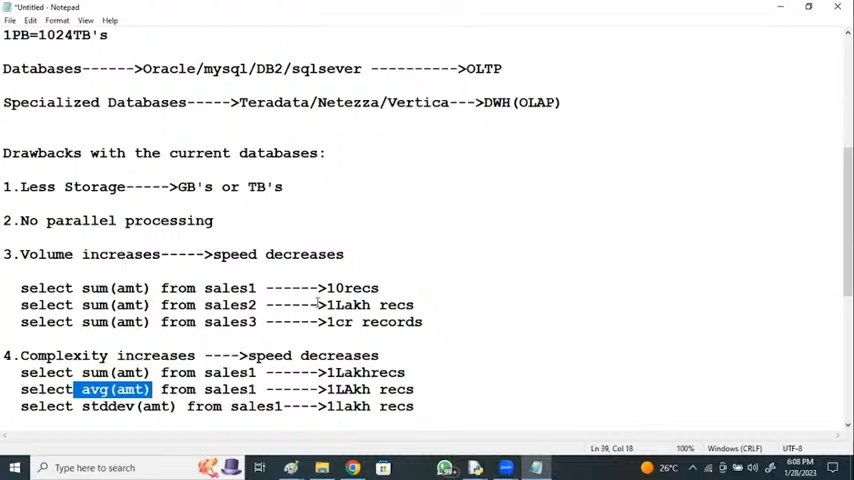 *Untitled - Notepad
File Edit Format View Help
1PB=1024TB's
Databases------>Oracle/mysql/DB2/sqlsever ---------->OLTP
Specialized Databases----->Teradata/Netezza/Vertica--->DWH(OLAP)
Drawbacks with the current databases:
1.Less Storage----->GB's or TB's
2.No parallel processing
3.Volume increases----->speed decreases
select sum(amt) from sales1 ------>10recs
select sum(amt) from sales2 ------>1Lakh recs
select sum(amt) from sales3 ------>1cr records
4.Complexity increases ---->speed decreases
select sum(amt) from sales1 ------>1Lakhrecs
select avg(amt) from sales1 ------>1LAkh recs
select stddev(amt) from sales1---->1lakh recs
Ln 39, Col 18 100% Windows (CRLF) UTF-8
Type here to search
99+
26°C
6:08 PM
1/28/2023